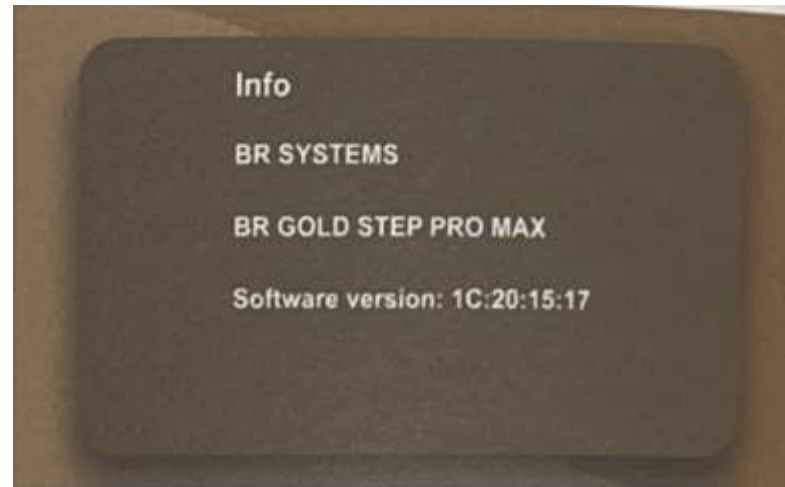 Info
BR SYSTEMS
BR GOLD STEP PRO MAX
Software version: 1C:20:15:17